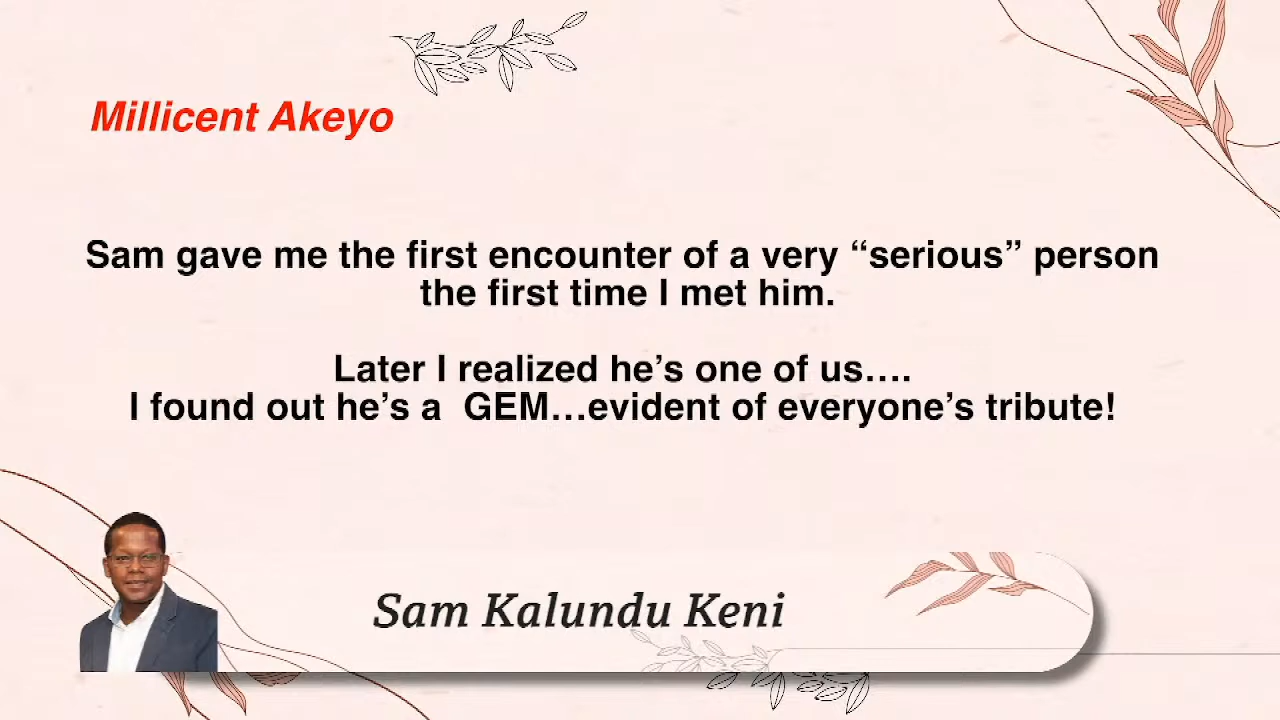 Millicent Akeyo
Sam gave me the first encounter of a very “serious” person
the first time I met him.
Later I realized he’s one of us….
I found out he’s a  GEM…evident of everyone’s tribute!
Sam Kalundu Keni